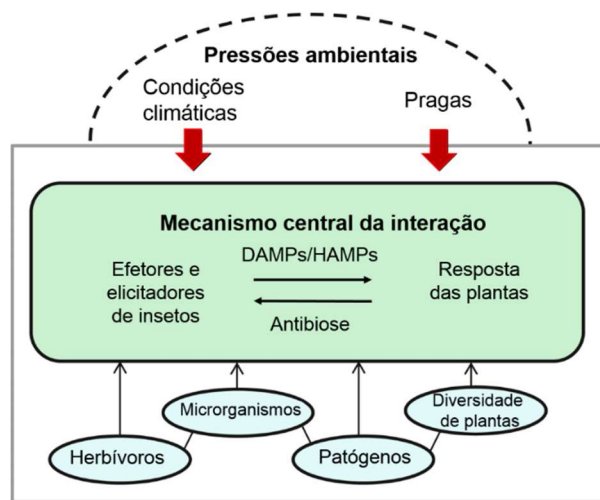 Pressões ambientais
Condições
climáticas
Pragas
Mecanismo central da interação
DAMPs/HAMPs
Efetores e
elicitadores
de insetos
Resposta
das plantas
Antibiose
Microrganismos
Diversidade
de plantas
Herbívoros
Patógenos